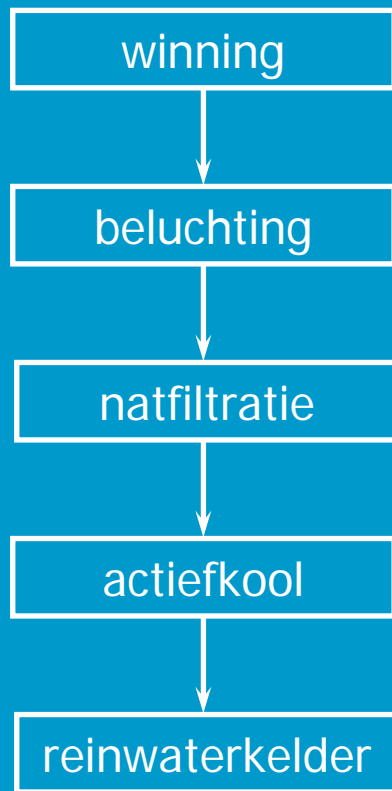 winning
beluchting
natfiltratie
actiefkool
reinwaterkelder